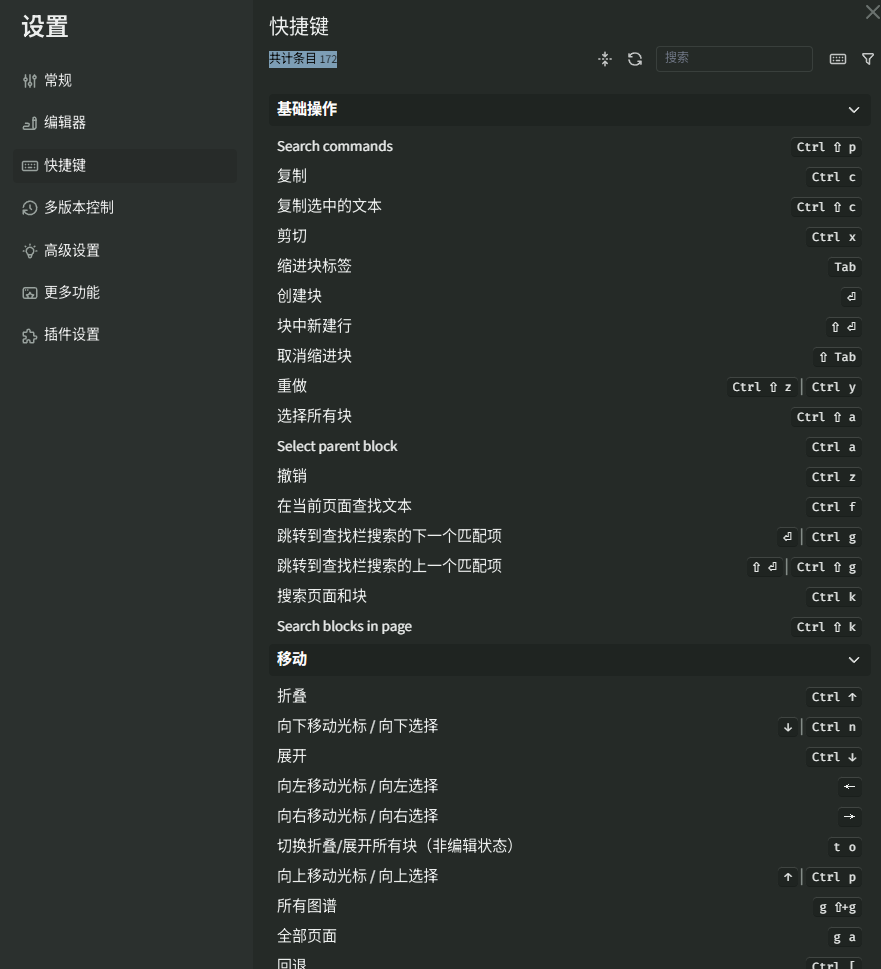 设置
常规
编辑器
快捷键
多版本控制
高级设置
更多功能
插件设置
快捷键
共计条目 172
搜索
基础操作
Search commands Ctrl ⇧ p
复制 Ctrl c
复制选中的文本 Ctrl ⇧ c
剪切 Ctrl x
缩进块标签 Tab
创建块 ⏎
块中新建行 ⇧ ⏎
取消缩进块 ⇧ Tab
重做 Ctrl ⇧ z | Ctrl y
选择所有块 Ctrl ⇧ a
Select parent block Ctrl a
撤销 Ctrl z
在当前页面查找文本 Ctrl f
跳转到查找栏搜索的下一个匹配项 ⏎ | Ctrl g
跳转到查找栏搜索的上一个匹配项 ⇧ ⏎ | Ctrl ⇧ g
搜索页面和块 Ctrl k
Search blocks in page Ctrl ⇧ k
移动
折叠 Ctrl ↑
向下移动光标 / 向下选择 ↓ | Ctrl n
展开 Ctrl ↓
向左移动光标 / 向左选择 ←
向右移动光标 / 向右选择 →
切换折叠/展开所有块（非编辑状态） t o
向上移动光标 / 向上选择 ↑ | Ctrl p
所有图谱 g ⇧+g
全部页面 g a
回退 Ctrl [